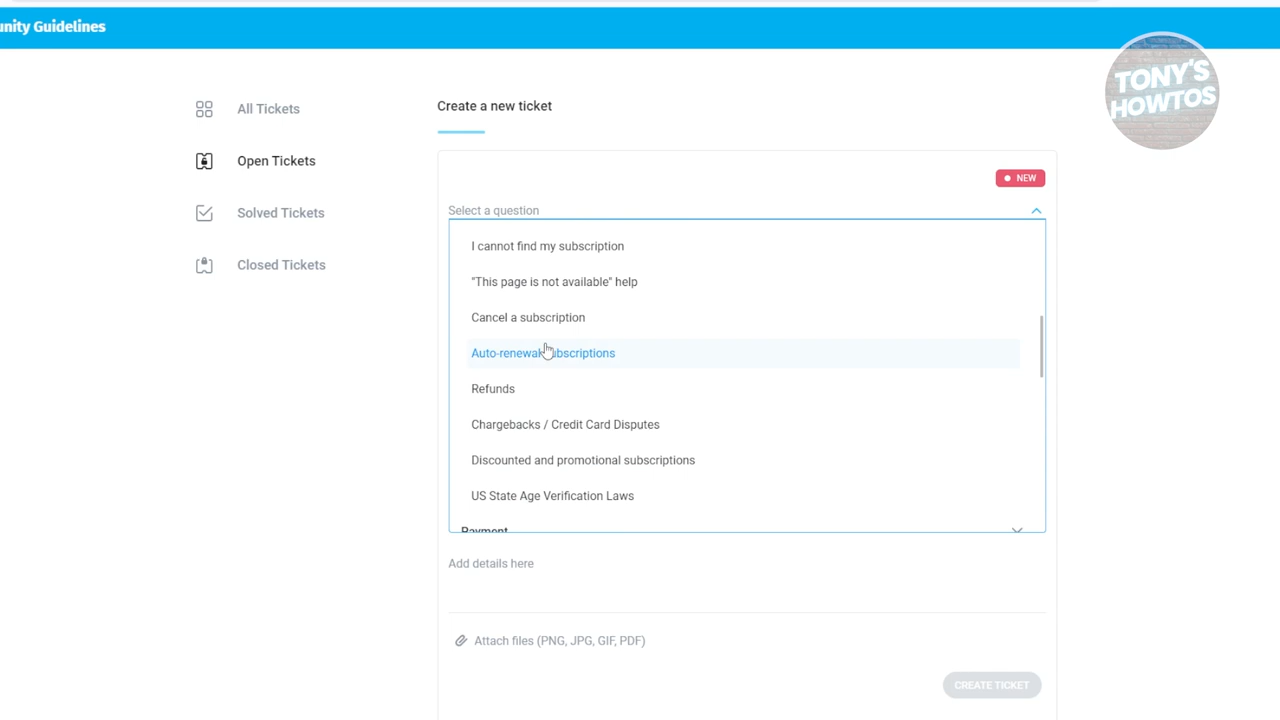 unity Guidelines
TONY'S
HOWTOS
All Tickets
Open Tickets
Solved Tickets
Closed Tickets
Create a new ticket
NEW
Select a question
I cannot find my subscription
"This page is not available" help
Cancel a subscription
Auto-renewal subscriptions
Refunds
Chargebacks / Credit Card Disputes
Discounted and promotional subscriptions
US State Age Verification Laws
Payment
Add details here
Attach files (PNG, JPG, GIF, PDF)
CREATE TICKET